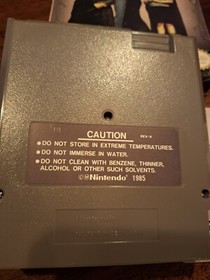 CAUTION
REV-A
•DO NOT STORE IN EXTREME TEMPERATURES.
•DO NOT IMMERSE IN WATER.
•DO NOT CLEAN WITH BENZENE, THINNER,
ALCOHOL OR OTHER SUCH SOLVENTS.
©Ⓜ Nintendo® 1985